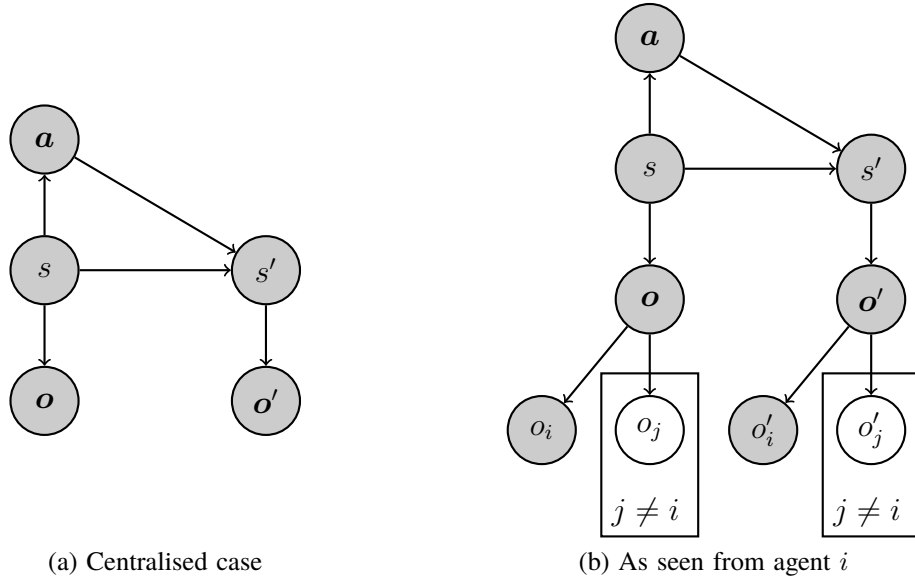 a
s
s′
o
o′
(a) Centralised case
a
s
s′
o
o′
o_i
o_j
o′_i
o′_j
j ≠ i
j ≠ i
(b) As seen from agent i